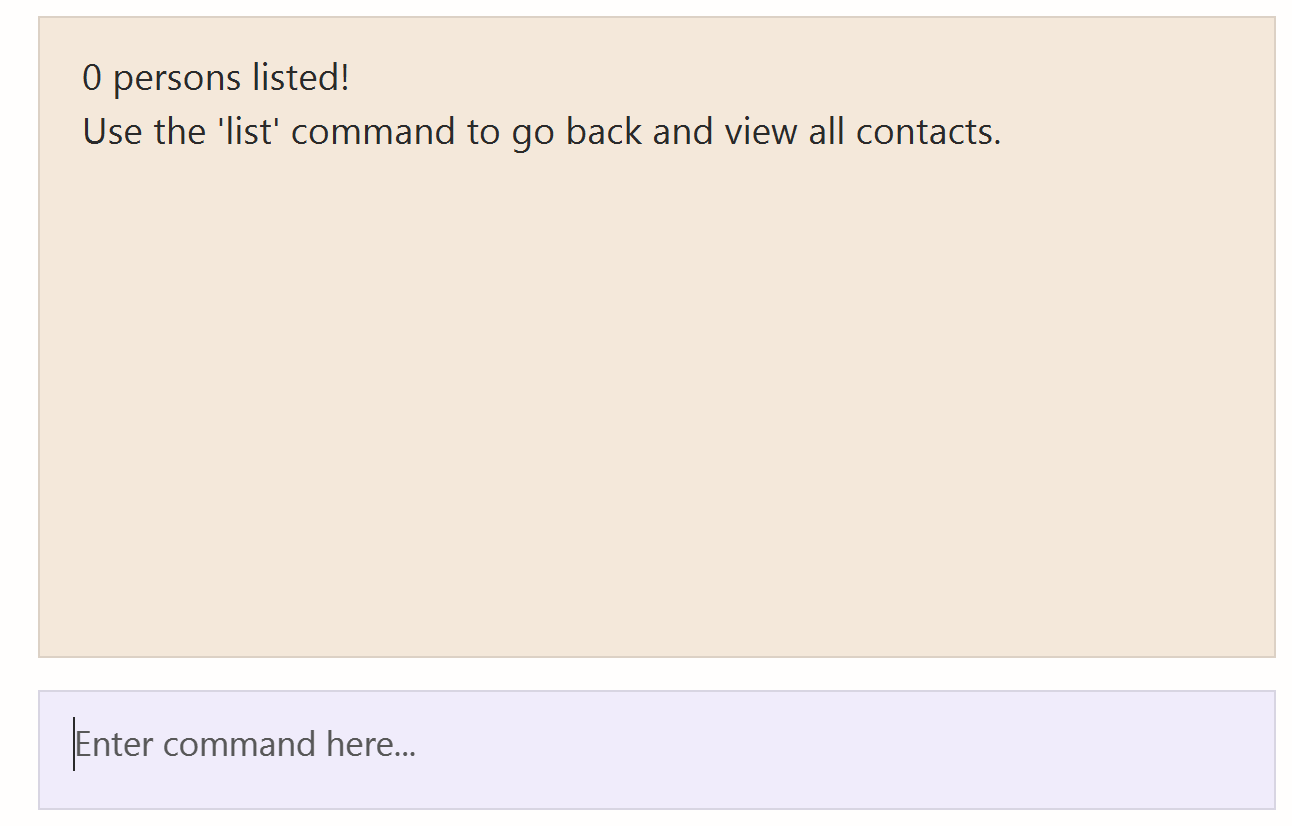 0 persons listed!
Use the 'list' command to go back and view all contacts.
Enter command here...